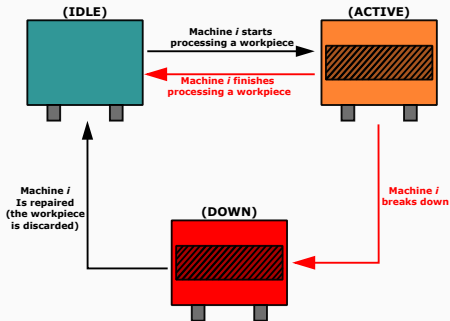 (IDLE)
(ACTIVE)
Machine i starts
processing a workpiece
Machine i finishes
processing a workpiece
Machine i
Is repaired
(the workpiece
is discarded)
Machine i
breaks down
(DOWN)